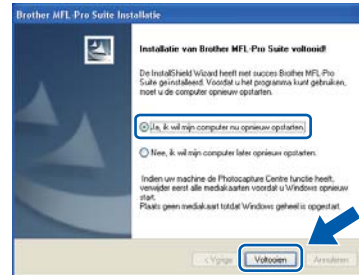 Brother MFL-Pro Suite Installatie
Installatie van Brother MFL-Pro Suite voltooid!
De InstallShield Wizard heeft met succes Brother MFL-Pro
Suite geïnstalleerd. Voordat u het programma kunt gebruiken,
moet u de computer opnieuw opstarten.
Ja, ik wil mijn computer nu opnieuw opstarten.
Nee, ik wil mijn computer later opnieuw opstarten.
Indien uw machine de Photocapture Centre functie heeft,
verwijder eerst alle mediakaarten voordat u Windows opnieuw
start.
Plaats geen mediakaart totdat Windows geheel is opgestart.
< Vorige
Voltooien
Annuleren